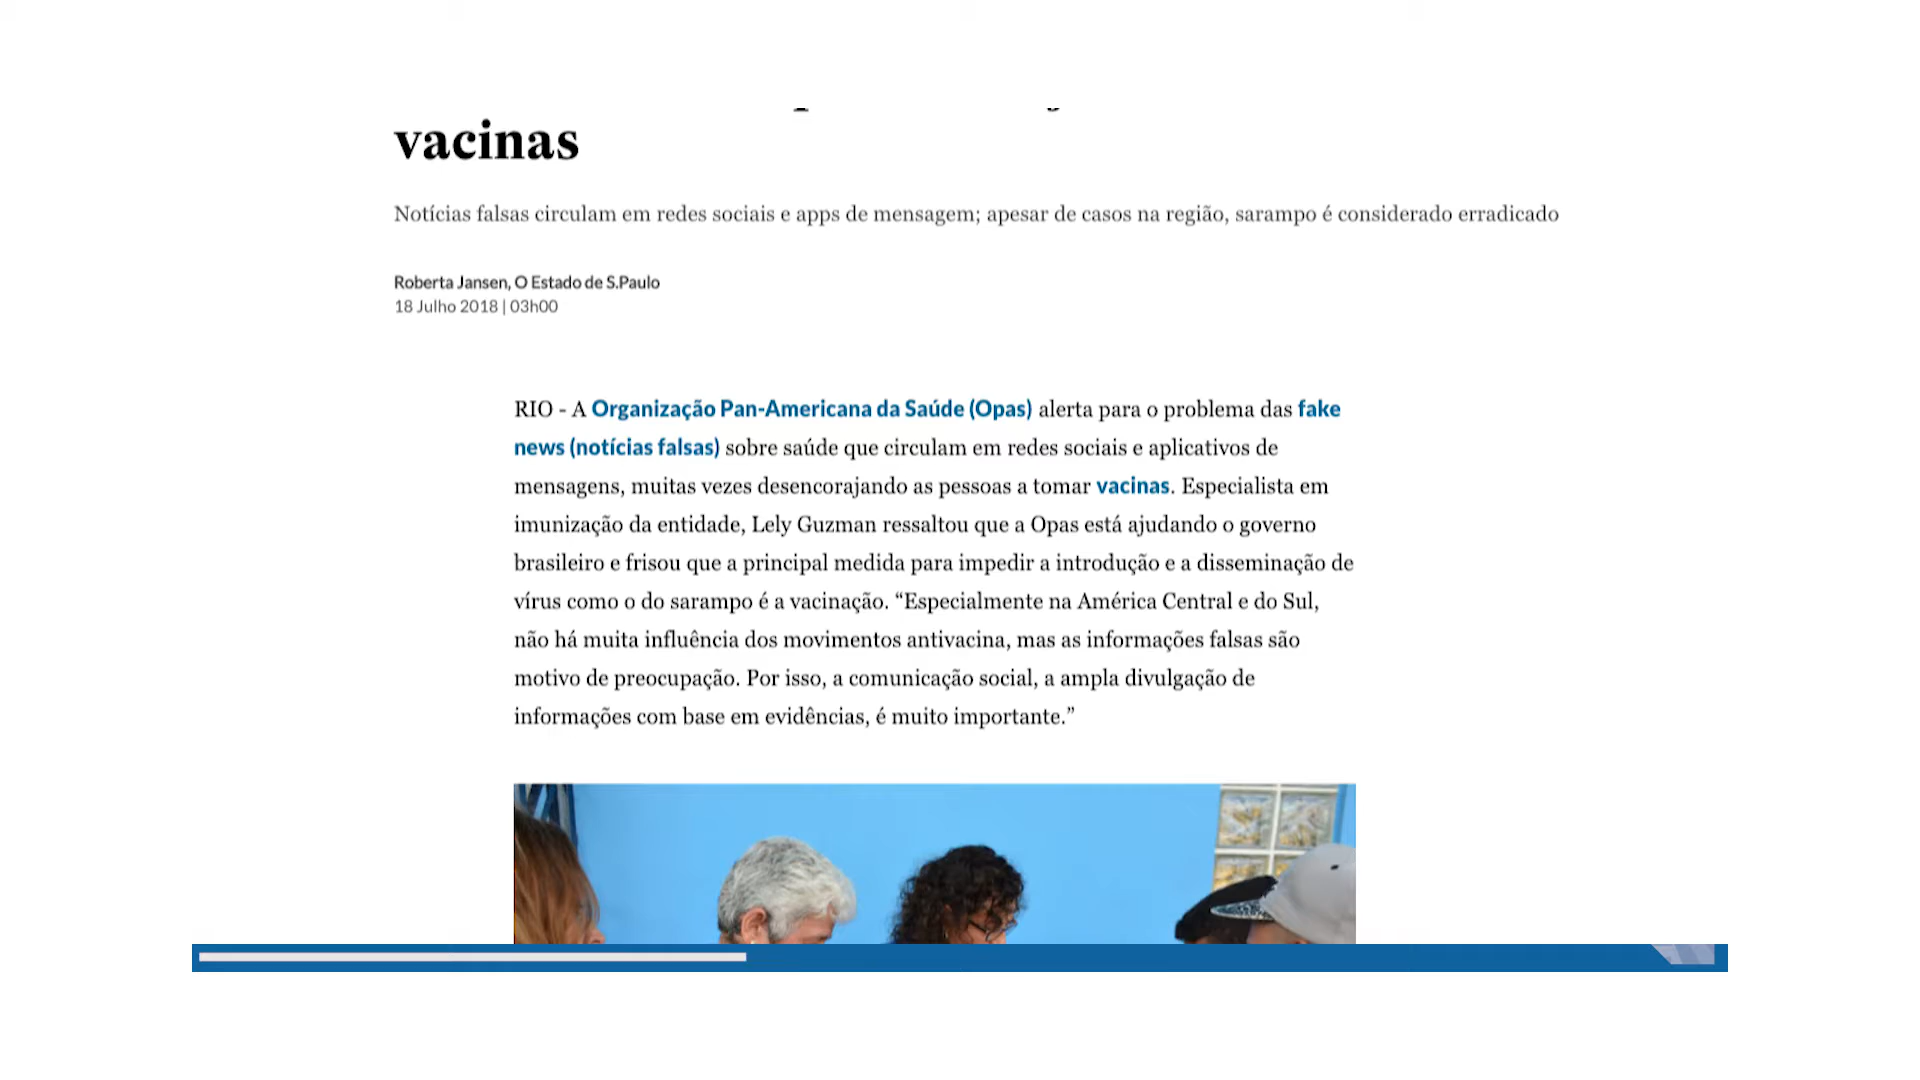 vacinas
Notícias falsas circulam em redes sociais e apps de mensagem; apesar de casos na região, sarampo é considerado erradicado
Roberta Jansen, O Estado de S.Paulo
18 Julho 2018 | 03h00
RIO - A Organização Pan-Americana da Saúde (Opas) alerta para o problema das fake
news (notícias falsas) sobre saúde que circulam em redes sociais e aplicativos de
mensagens, muitas vezes desencorajando as pessoas a tomar vacinas. Especialista em
imunização da entidade, Lely Guzman ressaltou que a Opas está ajudando o governo
brasileiro e frisou que a principal medida para impedir a introdução e a disseminação de
vírus como o do sarampo é a vacinação. “Especialmente na América Central e do Sul,
não há muita influência dos movimentos antivacina, mas as informações falsas são
motivo de preocupação. Por isso, a comunicação social, a ampla divulgação de
informações com base em evidências, é muito importante.”